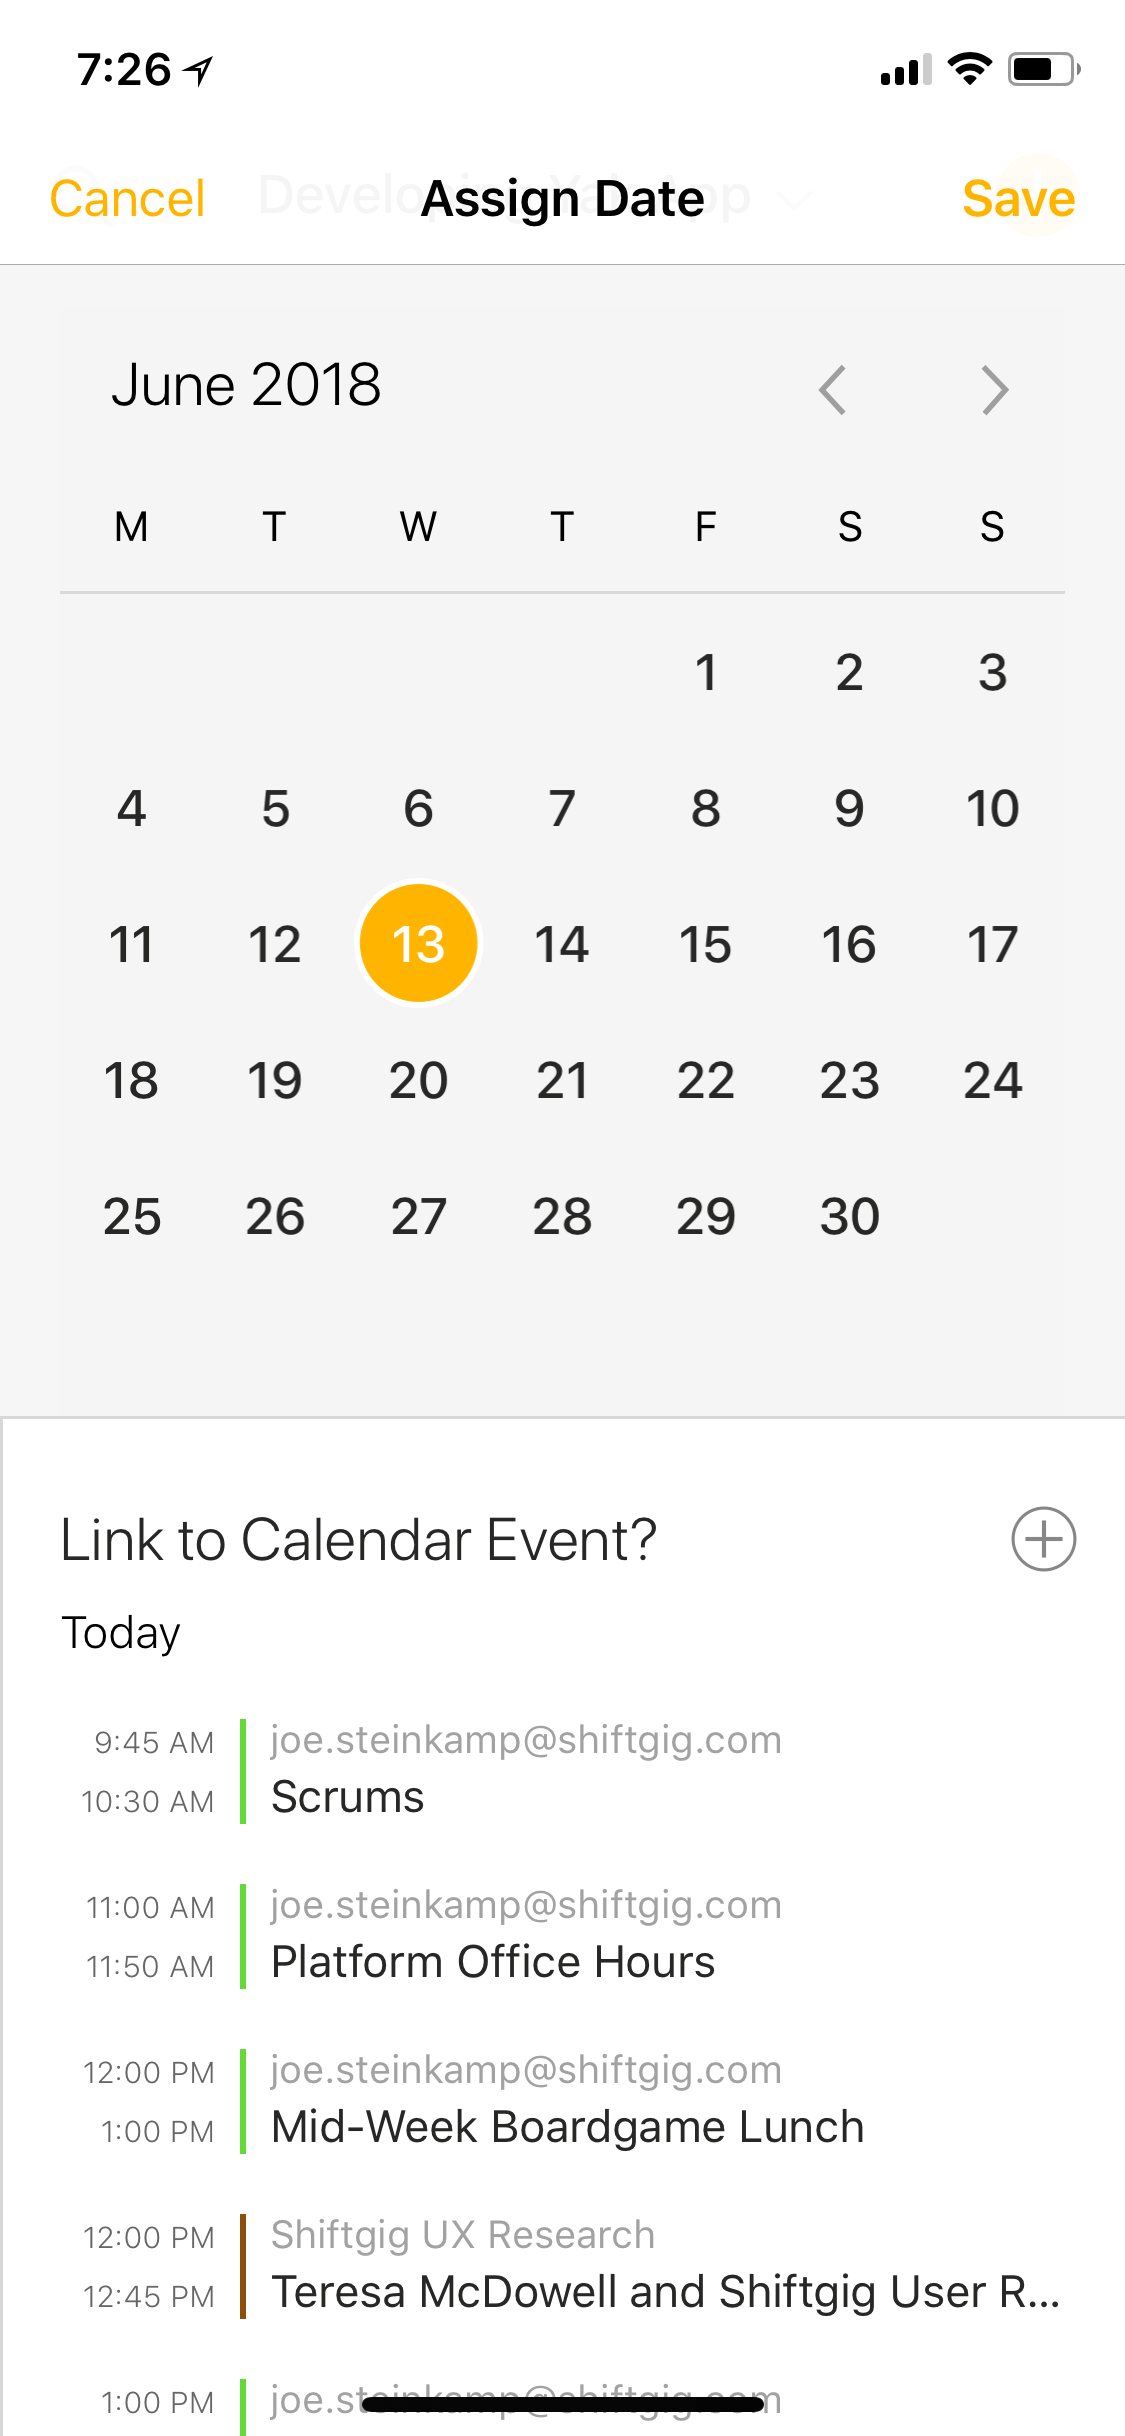 7:26
Cancel Assign Date Save
June 2018
M T W T F S S
1 2 3
4 5 6 7 8 9 10
11 12 13 14 15 16 17
18 19 20 21 22 23 24
25 26 27 28 29 30
Link to Calendar Event?
Today
9:45 AM joe.steinkamp@shiftgig.com
10:30 AM Scrums
11:00 AM joe.steinkamp@shiftgig.com
11:50 AM Platform Office Hours
12:00 PM joe.steinkamp@shiftgig.com
1:00 PM Mid-Week Boardgame Lunch
12:00 PM Shiftgig UX Research
12:45 PM Teresa McDowell and Shiftgig User R...
1:00 PM joe.steinkamp@shiftgig.com